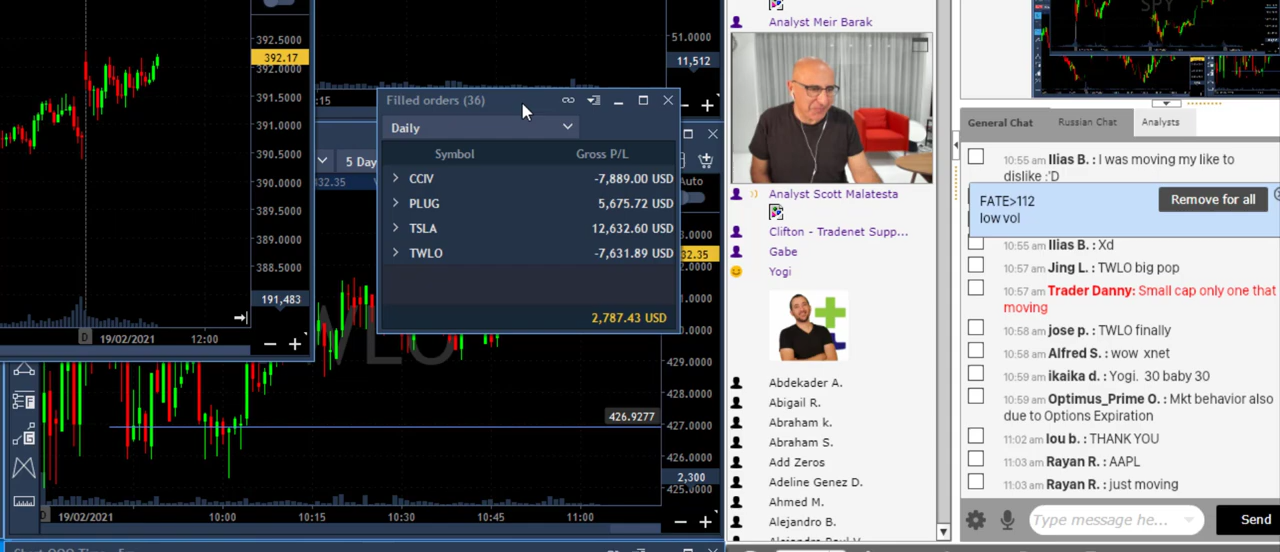 392.5000
392.17
392.0000
391.5000
391.0000
390.5000
390.0000
389.5000
389.0000
388.5000
191,483
19/02/2021
12:00
51.0000
11,512
:15
Filled orders (36)
Daily
Symbol
Gross P/L
CCIV
-7,889.00 USD
PLUG
5,675.72 USD
TSLA
12,632.60 USD
TWLO
-7,631.89 USD
2,787.43 USD
5 Day
Auto
32.35
429.0000
428.0000
426.9277
427.0000
426.0000
2,300
425.0000
19/02/2021
10:00
10:15
10:30
10:45
11:00
Analyst Meir Barak
Analyst Scott Malatesta
Clifton - Tradenet Supp...
Gabe
Yogi
Abdekader A.
Abigail R.
Abraham k.
Abraham S.
Add Zeros
Adeline Genez D.
Ahmed M.
Alejandro B.
SPY
General Chat
Russian Chat
Analysts
10:55 am Ilias B. : I was moving my like to
dislike :'D
FATE>112
low vol
Remove for all
10:55 am Ilias B. : Xd
10:57 am Jing L. : TWLO big pop
10:57 am Trader Danny: Small cap only one that
moving
10:58 am jose p. : TWLO finally
10:58 am Alfred S. : wow xnet
10:59 am ikaika d. : Yogi. 30 baby 30
10:59 am Optimus_Prime O. : Mkt behavior also
due to Options Expiration
11:02 am lou b. : THANK YOU
11:03 am Rayan R. : AAPL
11:03 am Rayan R. : just moving
Type message he...
Send